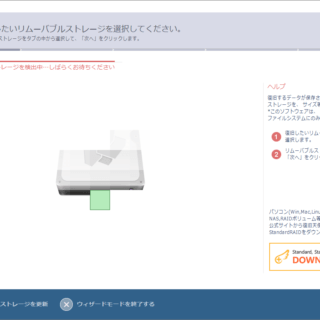 たいリムーバブルストレージを選択してください。
ストレージをタブの中から選択して、「次へ」をクリックします。
レージを検出中…しばらくお待ちください
ヘルプ
復旧するデータが保存さ
ストレージを、サイズ
*このソフトウェアは、
ファイルシステムにのみ
1 復旧したいリム
選択します。
2 リムーバブルス
「次へ」をクリ
パソコン(Win,Mac,Linu
NAS,RAIDボリューム
公式サイトから復旧天使
StandardRAIDをダウン
Standard, Sta
DOWN
ストレージを更新
ウィザードモードを終了する